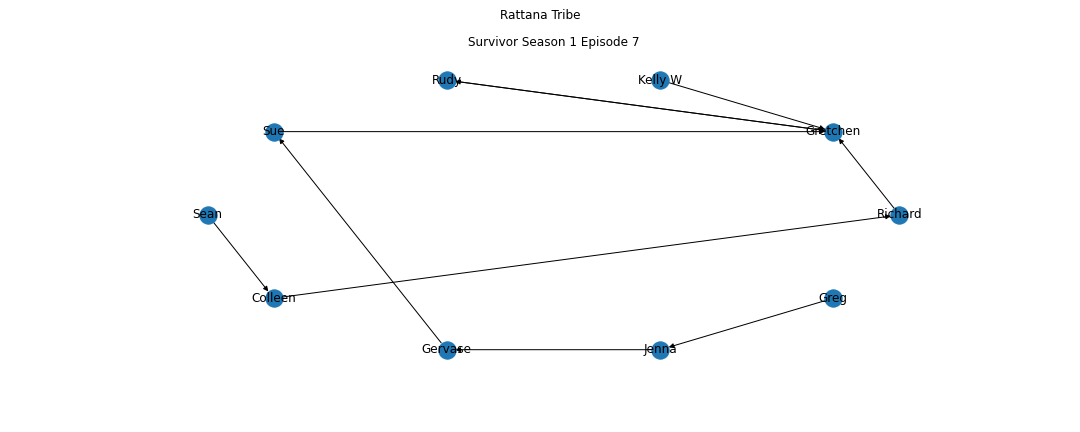 Rattana Tribe
Survivor Season 1 Episode 7
Rudy
Kelly W
Sue
Gretchen
Sean
Richard
Colleen
Greg
Gervase
Jenna